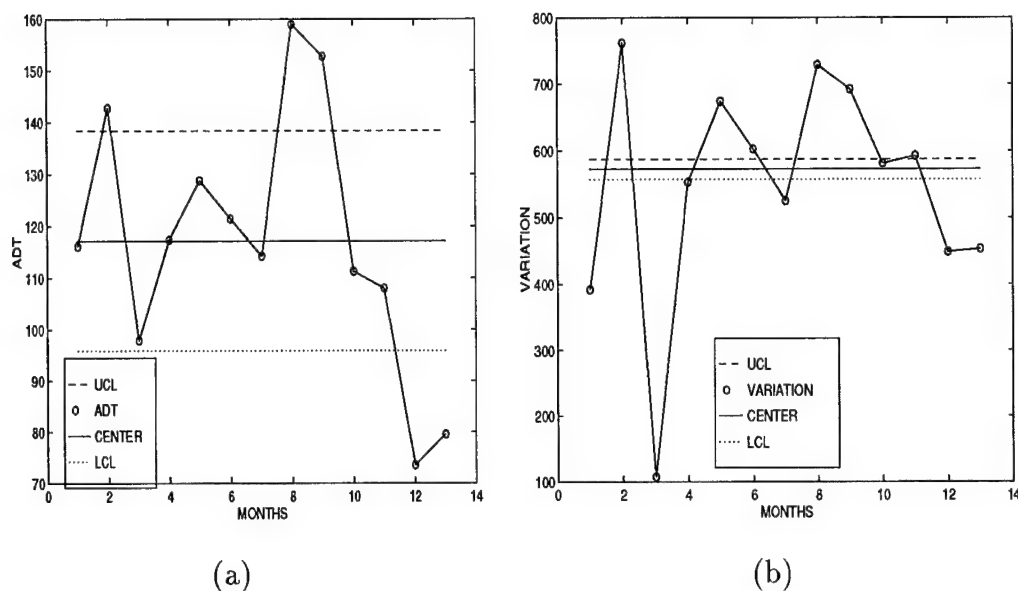 160
150
140
130
120
110
100
90
80
70
ADT
UCL
ADT
CENTER
LCL
0
2
4
6
8
10
12
14
MONTHS
(a)
800
700
600
500
400
300
200
100
VARIATION
UCL
VARIATION
CENTER
LCL
0
2
4
6
8
10
12
14
MONTHS
(b)